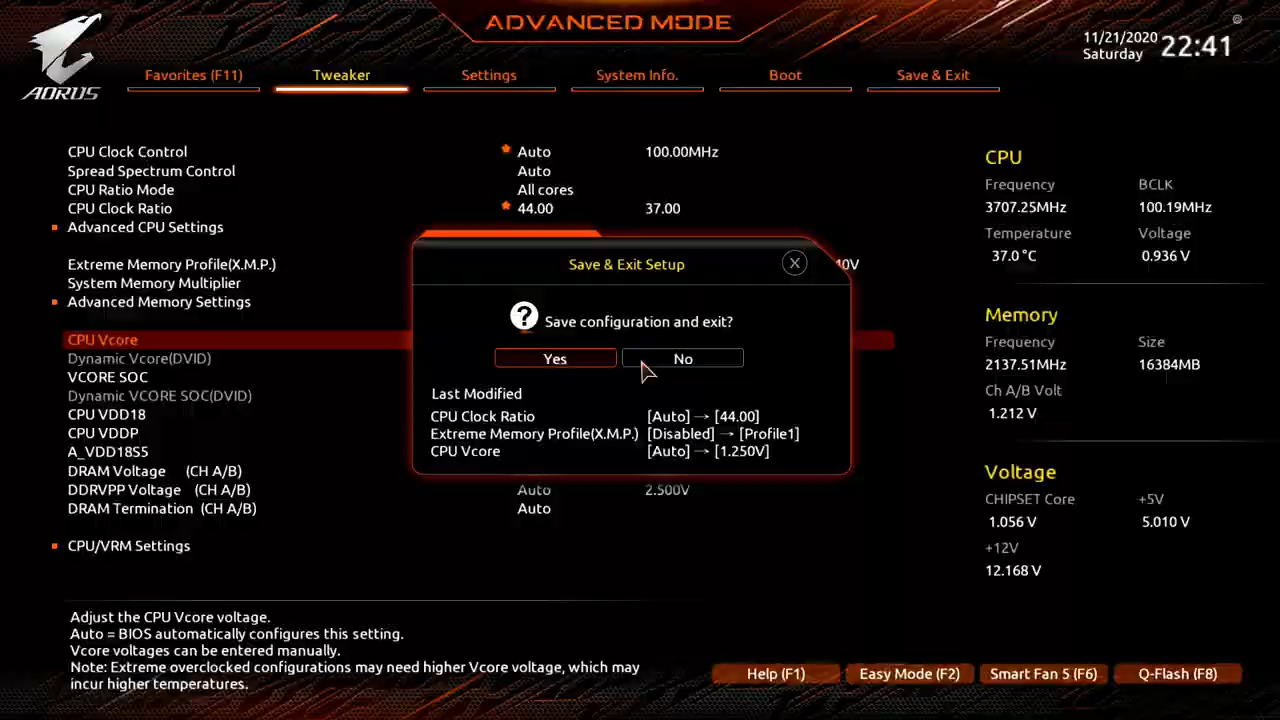 ADVANCED MODE
11/21/2020
Saturday
22:41
AORUS
Favorites (F11)
Tweaker
Settings
System Info.
Boot
Save & Exit
CPU Clock Control Auto 100.00MHz
Spread Spectrum Control Auto
CPU Ratio Mode All cores
CPU Clock Ratio 44.00 37.00
Advanced CPU Settings
Extreme Memory Profile(X.M.P.)
System Memory Multiplier
Advanced Memory Settings
CPU Vcore
Dynamic Vcore(DVID)
VCORE SOC
Dynamic VCORE SOC(DVID)
CPU VDD18
CPU VDDP
A_VDD18S5
DRAM Voltage (CH A/B)
DDRVPP Voltage (CH A/B) Auto 2.500V
DRAM Termination (CH A/B) Auto
CPU/VRM Settings
Save & Exit Setup
Save configuration and exit?
Yes
No
Last Modified
CPU Clock Ratio [Auto] → [44.00]
Extreme Memory Profile(X.M.P.) [Disabled] → [Profile1]
CPU Vcore [Auto] → [1.250V]
CPU
Frequency BCLK
3707.25MHz 100.19MHz
Temperature Voltage
37.0 °C 0.936 V
Memory
Frequency Size
2137.51MHz 16384MB
Ch A/B Volt
1.212 V
Voltage
CHIPSET Core +5V
1.056 V 5.010 V
+12V
12.168 V
Adjust the CPU Vcore voltage.
Auto = BIOS automatically configures this setting.
Vcore voltages can be entered manually.
Note: Extreme overclocked configurations may need higher Vcore voltage, which may
incur higher temperatures.
Help (F1)
Easy Mode (F2)
Smart Fan 5 (F6)
Q-Flash (F8)